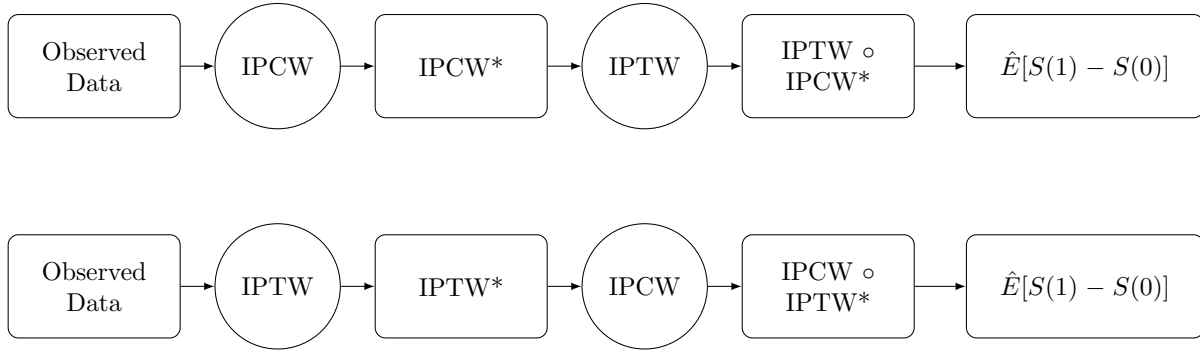 Observed
Data
IPCW
IPCW*
IPTW
IPTW ∘
IPCW*
Ê[S(1) − S(0)]
Observed
Data
IPTW
IPTW*
IPCW
IPCW ∘
IPTW*
Ê[S(1) − S(0)]